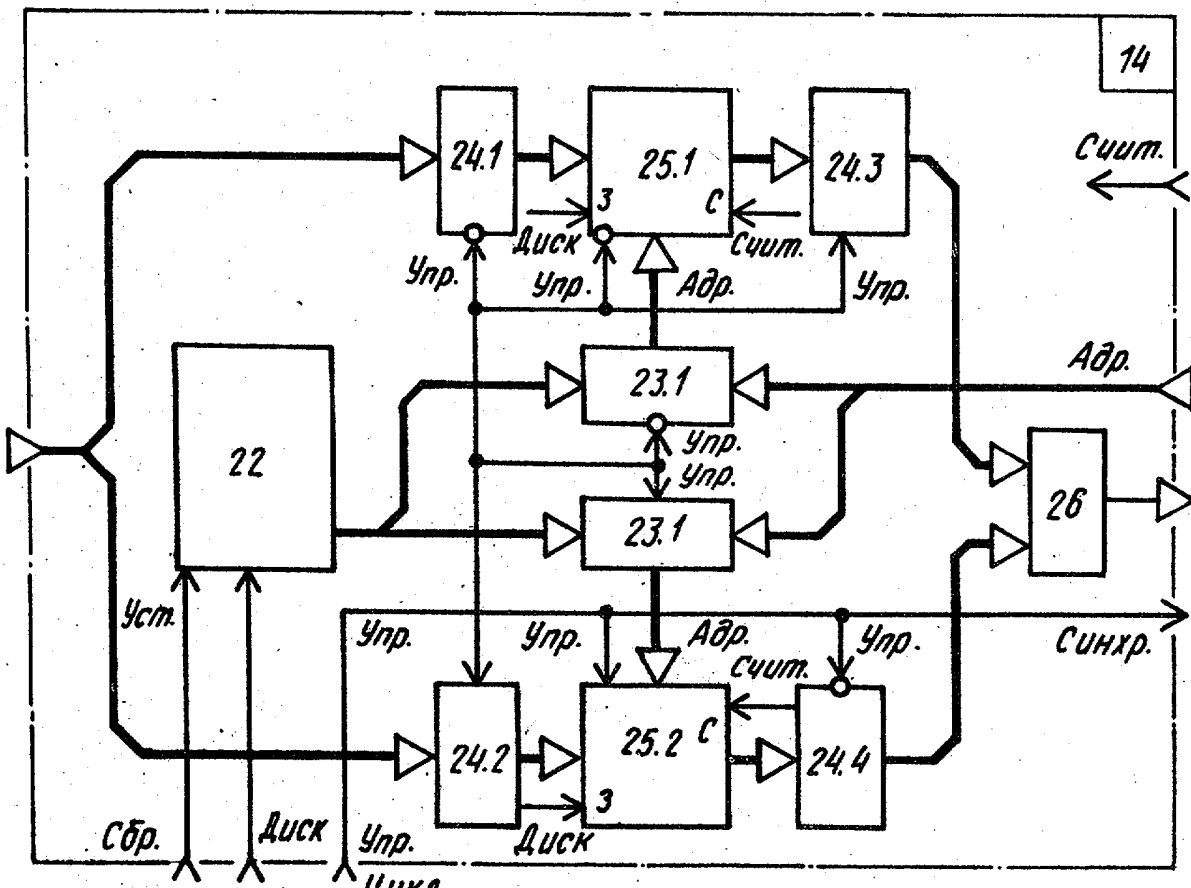 14
Счит.
24.1
25.1
24.3
З
С
Диск
Счит.
Упр.
Упр.
Адр.
Упр.
23.1
Адр.
Упр.
22
Упр.
23.1
26
Уст.
Упр.
Упр.
Адр.
Упр.
Синхр.
Счит.
24.2
25.2
С
24.4
З
Диск
Сбр.
Диск
Упр.